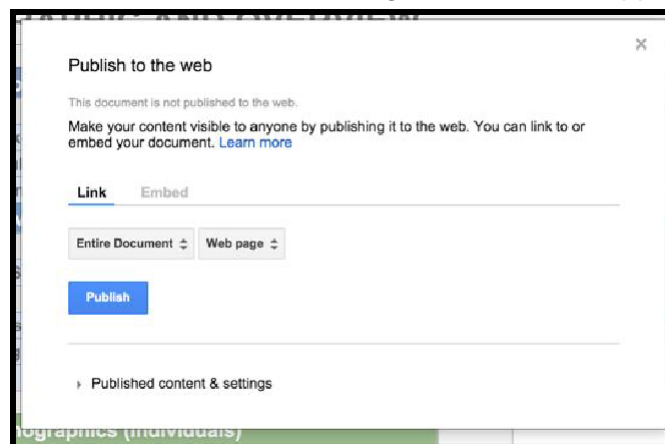 AND OVERVIEW
Publish to the web
This document is not published to the web.
Make your content visible to anyone by publishing it to the web. You can link to or
embed your document. Learn more
Link Embed
Entire Document Web page
Publish
Published content & settings
(Individuals)